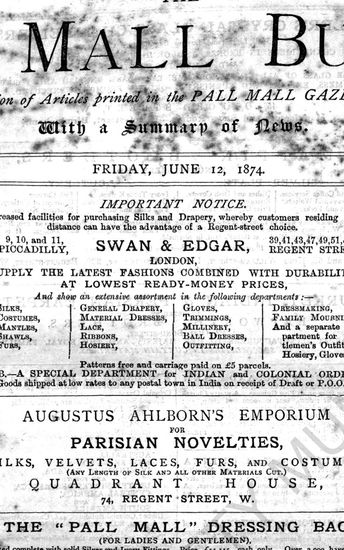 THE
MALL BU
ion of Articles printed in the PALL MALL GAZ
With a Summary of News.
FRIDAY, JUNE 12, 1874.
IMPORTANT NOTICE.
creased facilities for purchasing Silks and Drapery, whereby customers residing
distance can have the advantage of a Regent-street choice.
9, 10, and 11, SWAN & EDGAR, 39,41,43,47,49,51,
PICCADILLY, REGENT STRE
LONDON,
UPPLY THE LATEST FASHIONS COMBINED WITH DURABILIT
AT LOWEST READY-MONEY PRICES,
And show an extensive assortment in the following departments:—
SILKS, GENERAL DRAPERY, GLOVES, DRESSMAKING,
COSTUMES, MATERIAL DRESSES, TRIMMINGS, FAMILY MOURN
MANTLES, LACE, MILLINERY, And a separate
SHAWLS, RIBBONS, BALL DRESSES, partment for
FURS, HOSIERY, OUTFITTING, tlemen's Outfit
Hosiery, Glove
Patterns free and carriage paid on £5 parcels.
B.—A SPECIAL DEPARTMENT for INDIAN and COLONIAL ORDE
Goods shipped at low rates to any postal town in India on receipt of Draft or P.O.O
AUGUSTUS AHLBORN'S EMPORIUM
FOR
PARISIAN NOVELTIES,
ILKS, VELVETS, LACES, FURS, AND COSTUM
(ANY LENGTH OF SILK AND ALL OTHER MATERIALS CUT.)
QUADRANT HOUSE,
74, REGENT STREET, W.
THE "PALL MALL" DRESSING BAG
(FOR LADIES AND GENTLEMEN),